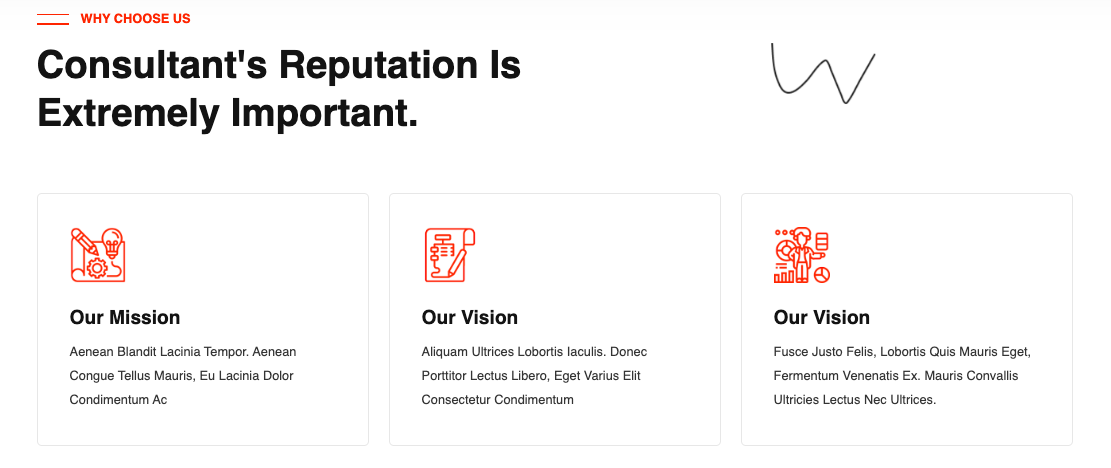 WHY CHOOSE US
Consultant's Reputation Is
Extremely Important.
Our Mission
Aenean Blandit Lacinia Tempor. Aenean
Congue Tellus Mauris, Eu Lacinia Dolor
Condimentum Ac
Our Vision
Aliquam Ultrices Lobortis Iaculis. Donec
Porttitor Lectus Libero, Eget Varius Elit
Consectetur Condimentum
Our Vision
Fusce Justo Felis, Lobortis Quis Mauris Eget,
Fermentum Venenatis Ex. Mauris Convallis
Ultricies Lectus Nec Ultrices.